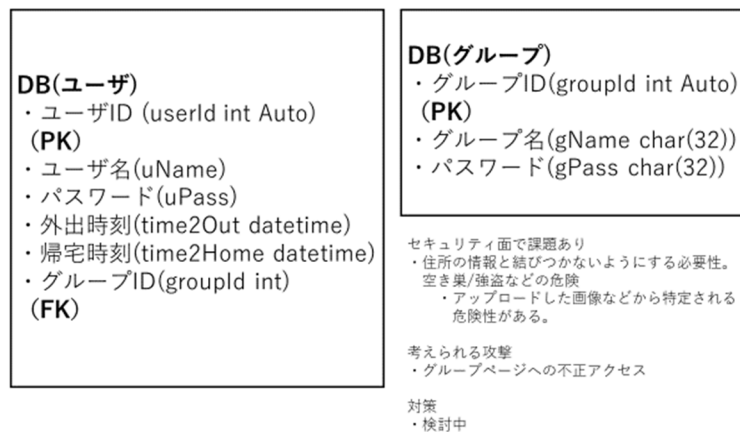 DB(ユーザ)
・ユーザID (userId int Auto)
(PK)
・ユーザ名(uName)
・パスワード(uPass)
・外出時刻(time2Out datetime)
・帰宅時刻(time2Home datetime)
・グループID(groupId int)
(FK)
DB(グループ)
・グループID(groupId int Auto)
(PK)
・グループ名(gName char(32))
・パスワード(gPass char(32))
セキュリティ面で課題あり
・住所の情報と結びつかないようにする必要性。
空き巣/強盗などの危険
・アップロードした画像などから特定される
危険性がある。
考えられる攻撃
・グループページへの不正アクセス
対策
・検討中